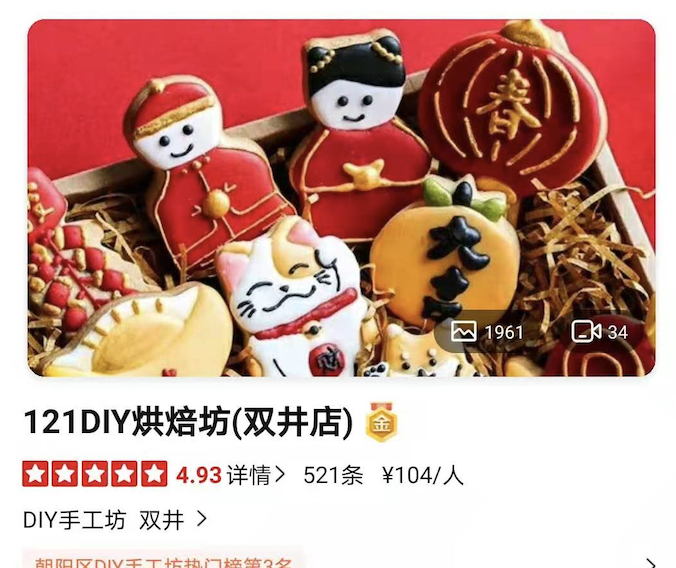 春
大吉
1961
34
121DIY烘焙坊(双井店) 金
4.93 详情> 521条 ¥104/人
DIY手工坊 双井 >
朝阳区DIY手工坊热门榜第3名 >